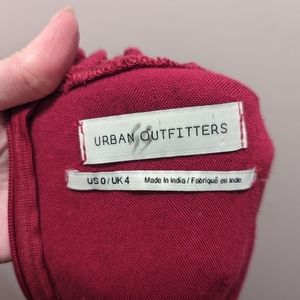 URBAN OUTFITTERS
US 0 / UK 4 Made In India / Fabriqué en Inde